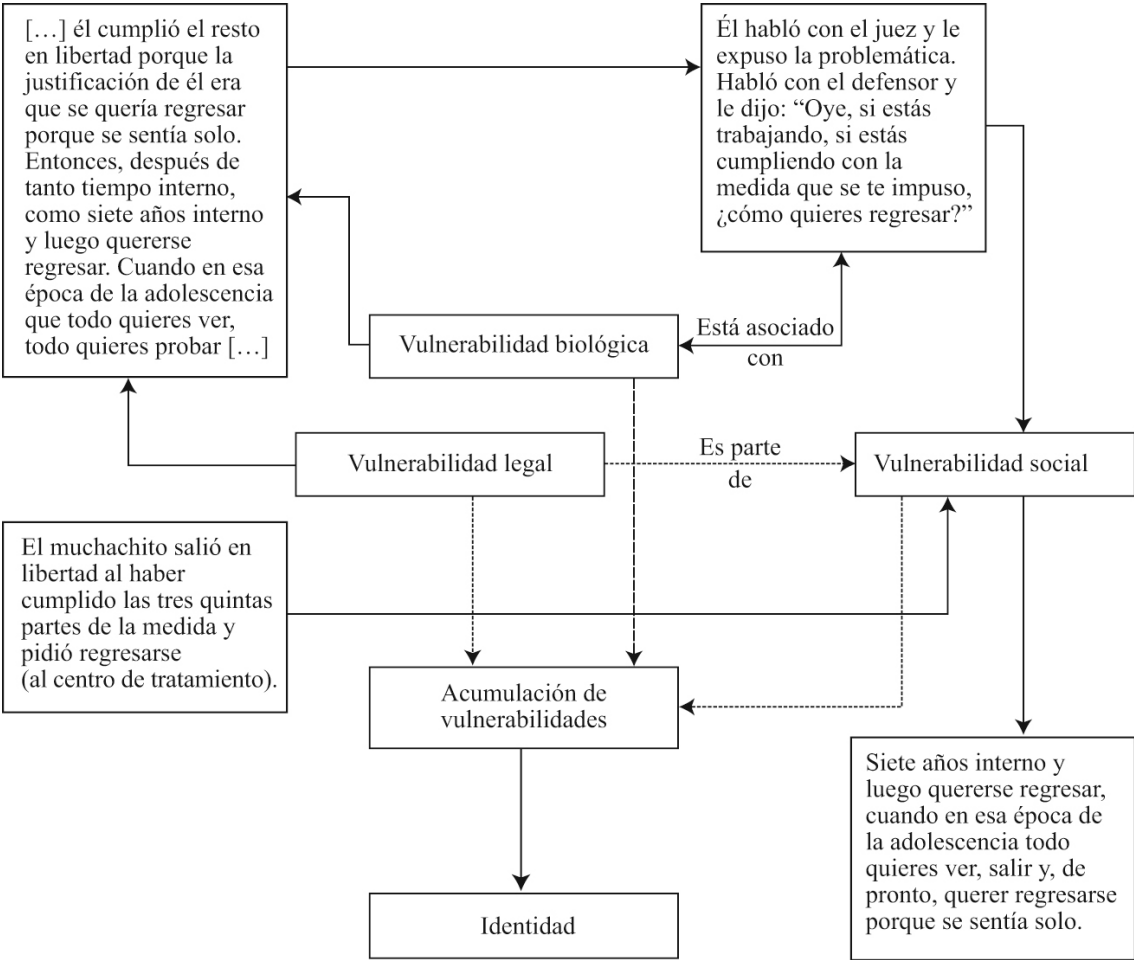 […] él cumplió el resto
en libertad porque la
justificación de él era
que se quería regresar
porque se sentía solo.
Entonces, después de
tanto tiempo interno,
como siete años interno
y luego quererse
regresar. Cuando en esa
época de la adolescencia
que todo quieres ver,
todo quieres probar […]
Él habló con el juez y le
expuso la problemática.
Habló con el defensor y
le dijo: “Oye, si estás
trabajando, si estás
cumpliendo con la
medida que se te impuso,
¿cómo quieres regresar?”
Vulnerabilidad biológica
Está asociado
con
Vulnerabilidad legal
Es parte
de
Vulnerabilidad social
El muchachito salió en
libertad al haber
cumplido las tres quintas
partes de la medida y
pidió regresarse
(al centro de tratamiento).
Acumulación de
vulnerabilidades
Siete años interno y
luego quererse regresar,
cuando en esa época de
la adolescencia todo
quieres ver, salir y, de
pronto, querer regresarse
porque se sentía solo.
Identidad